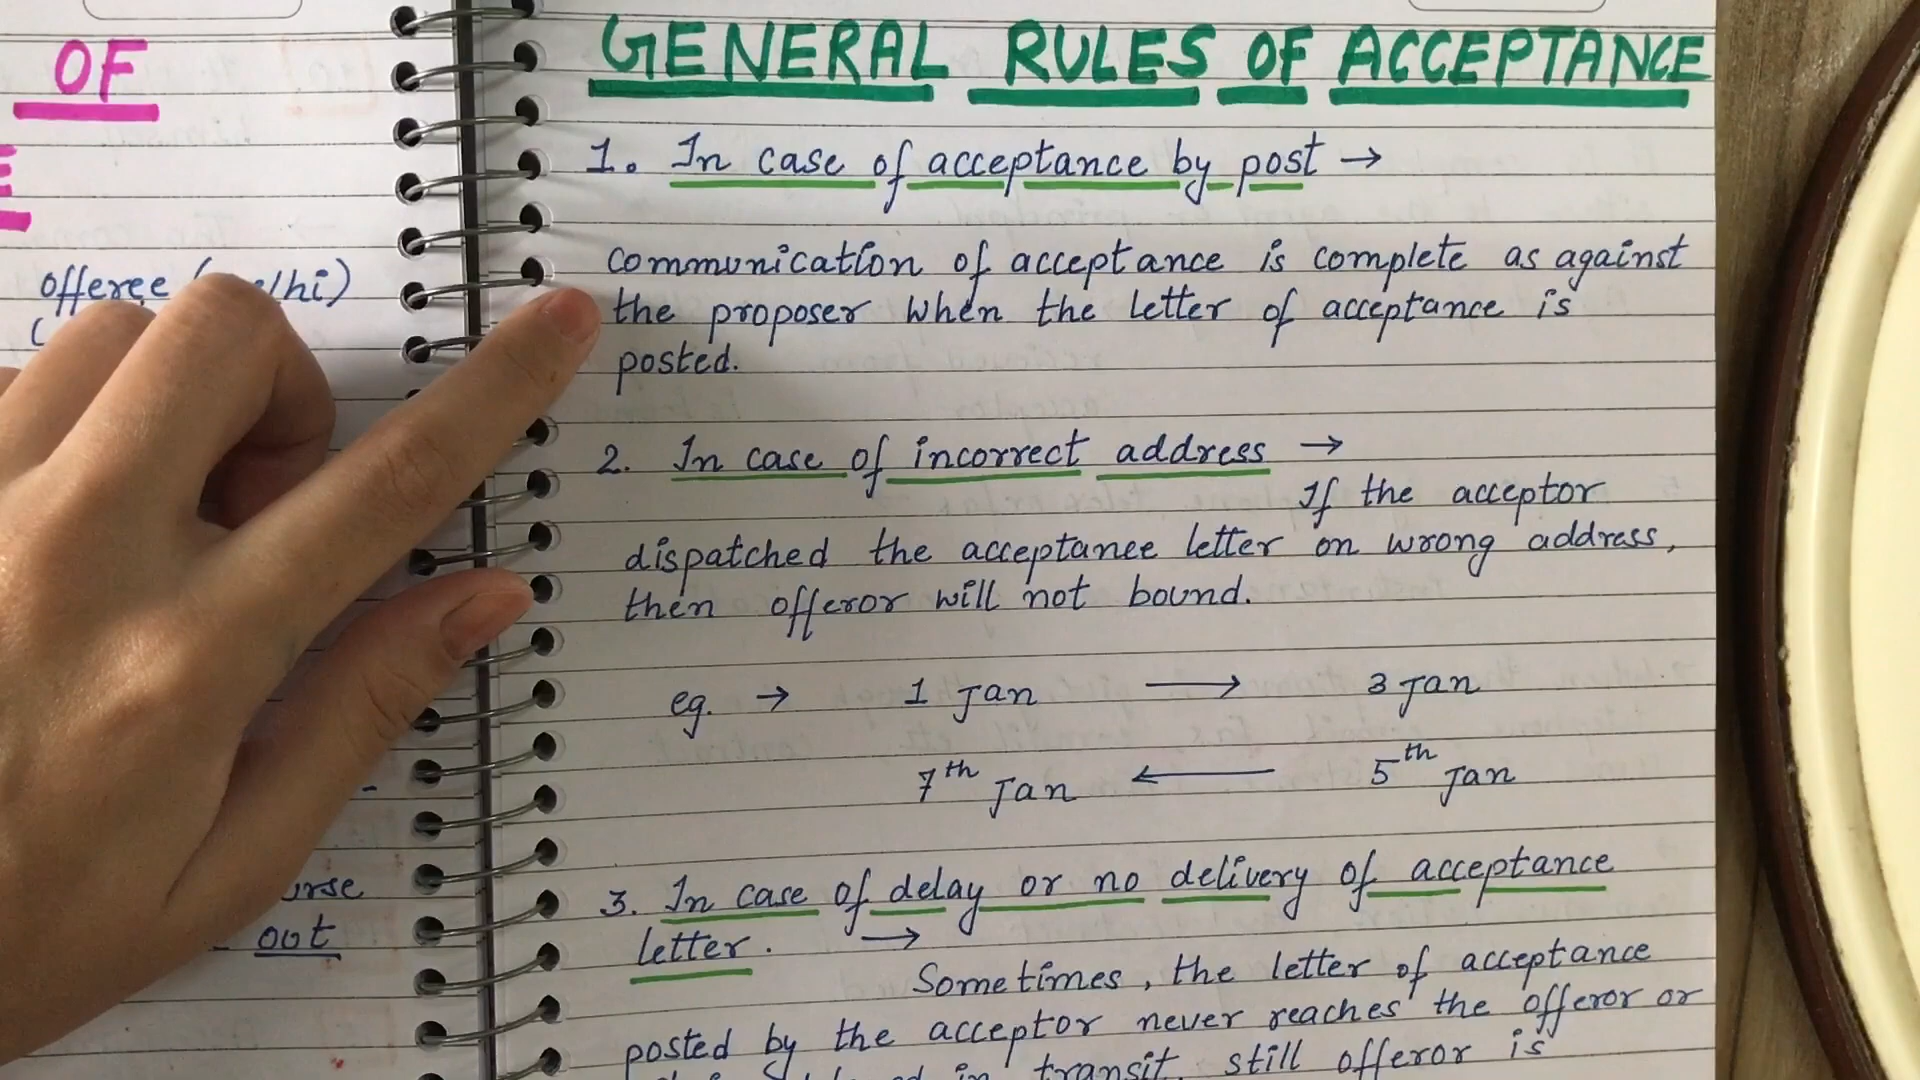 OF
offeree
urse
out
GENERAL RULES OF ACCEPTANCE
1. In case of acceptance by post →
communication of acceptance is complete as against
the proposer when the letter of acceptance is
posted.
2. In case of incorrect address →
If the acceptor
dispatched the acceptance letter on wrong address,
then offeror will not bound.
eg. → 1 Jan → 3 Jan
7th Jan ← 5th Jan
3. In case of delay or no delivery of acceptance
letter. →
Sometimes, the letter of acceptance
posted by the acceptor never reaches the offeror or
in transit, still offeror is